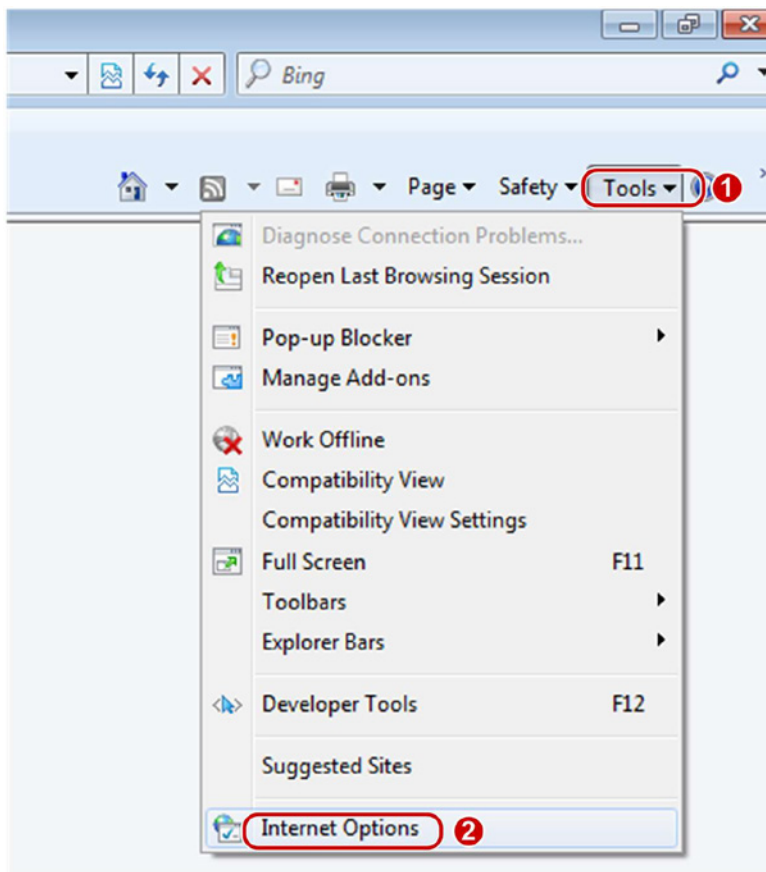 Bing
Page Safety Tools 1
Diagnose Connection Problems...
Reopen Last Browsing Session
Pop-up Blocker
Manage Add-ons
Work Offline
Compatibility View
Compatibility View Settings
Full Screen F11
Toolbars
Explorer Bars
Developer Tools F12
Suggested Sites
Internet Options 2